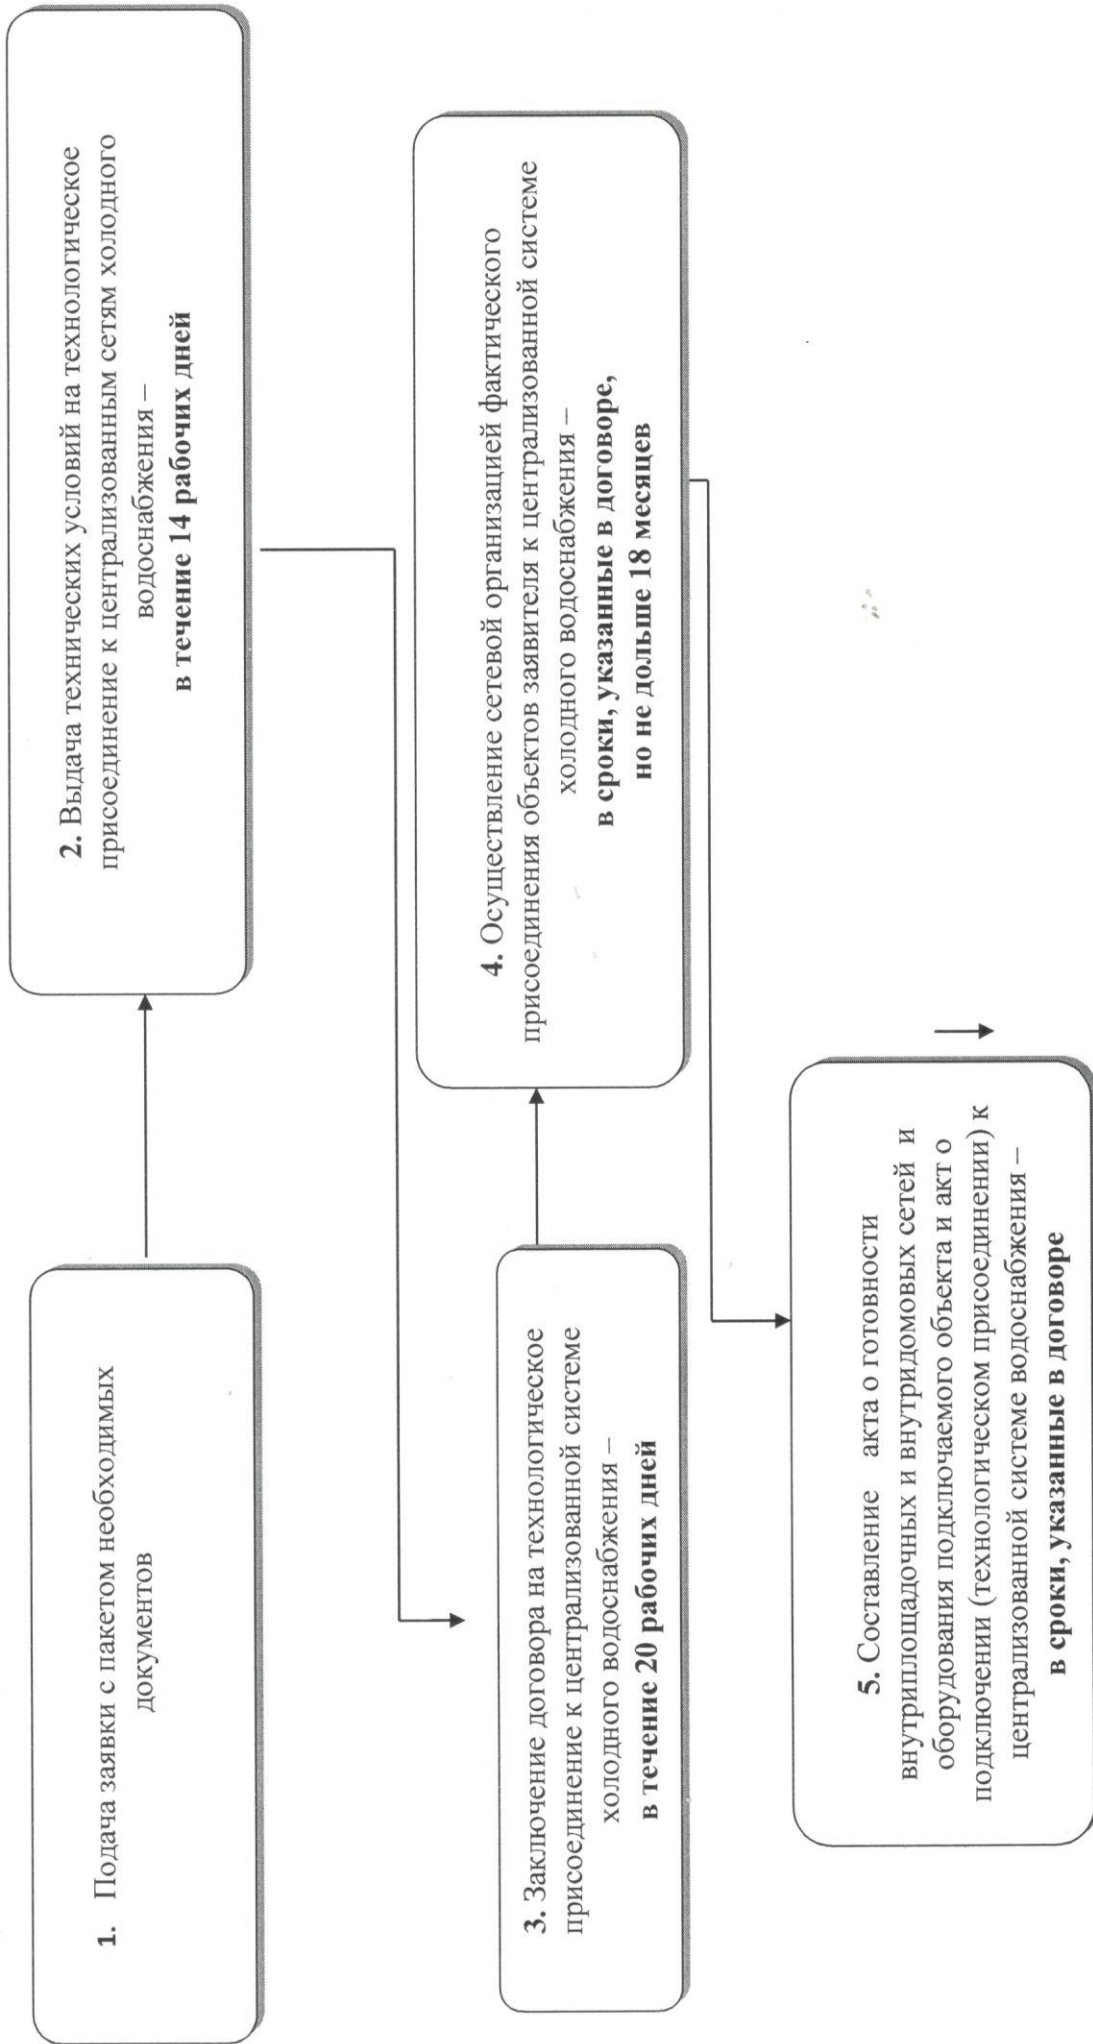 1. Подача заявки с пакетом необходимых
документов
2. Выдача технических условий на технологическое
присоединение к централизованным сетям холодного
водоснабжения –
в течение 14 рабочих дней
3. Заключение договора на технологическое
присоединение к централизованной системе
холодного водоснабжения –
в течение 20 рабочих дней
4. Осуществление сетевой организацией фактического
присоединения объектов заявителя к централизованной системе
холодного водоснабжения –
в сроки, указанные в договоре,
но не дольше 18 месяцев
5. Составление акта о готовности
внутриплощадочных и внутридомовых сетей и
оборудования подключаемого объекта и акт о
подключении (технологическом присоединении) к
централизованной системе водоснабжения –
в сроки, указанные в договоре